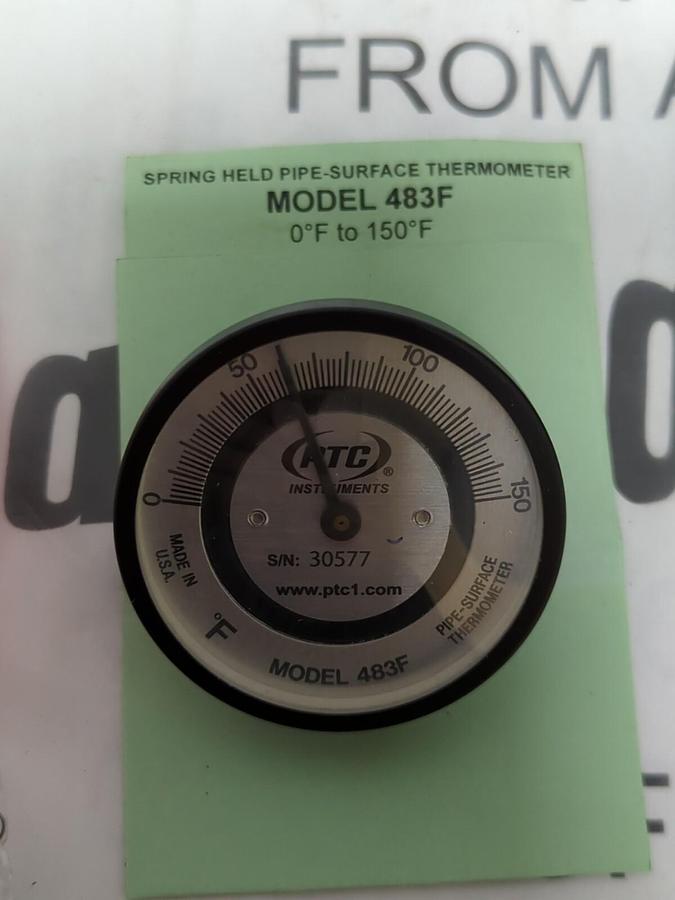 FROM A
SPRING HELD PIPE-SURFACE THERMOMETER
MODEL 483F
0°F to 150°F
0
50
100
150
PTC®
INSTRUMENTS
S/N: 30577
www.ptc1.com
MADE IN
U.S.A.
°F
MODEL 483F
PIPE-SURFACE
THERMOMETER